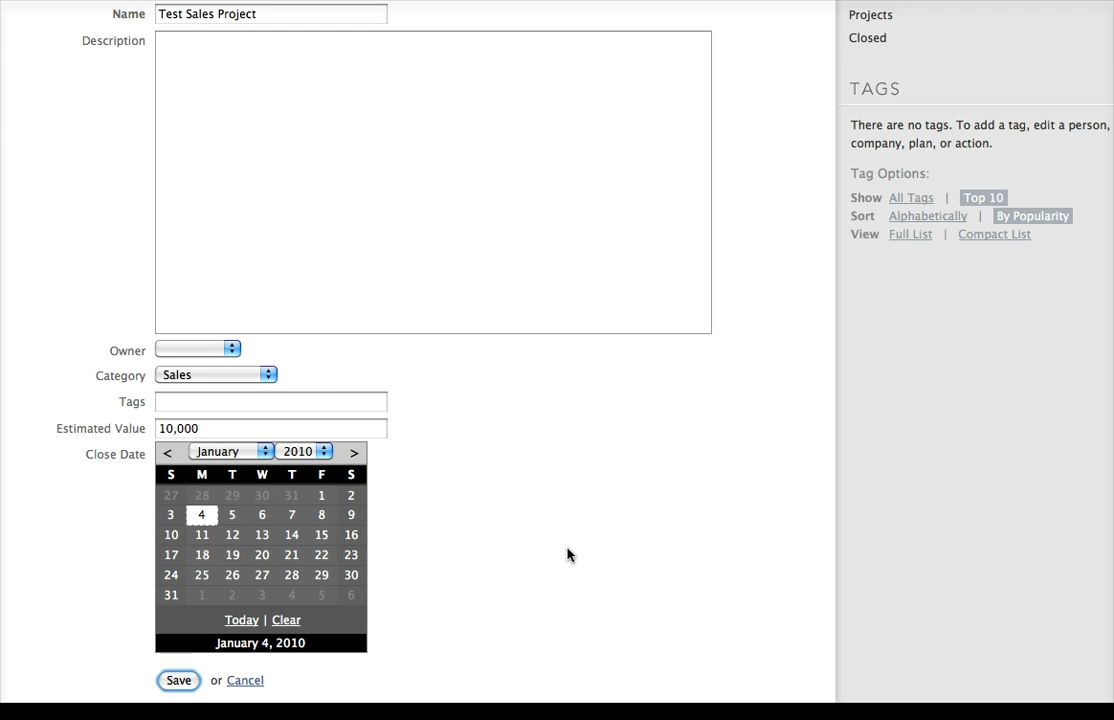 Name Test Sales Project
Description
Owner
Category Sales
Tags
Estimated Value 10,000
Close Date < January 2010 >
S M T W T F S
27 28 29 30 31 1 2
3 4 5 6 7 8 9
10 11 12 13 14 15 16
17 18 19 20 21 22 23
24 25 26 27 28 29 30
31 1 2 3 4 5 6
Today | Clear
January 4, 2010
Save or Cancel
Projects
Closed
TAGS
There are no tags. To add a tag, edit a person,
company, plan, or action.
Tag Options:
Show All Tags | Top 10
Sort Alphabetically | By Popularity
View Full List | Compact List